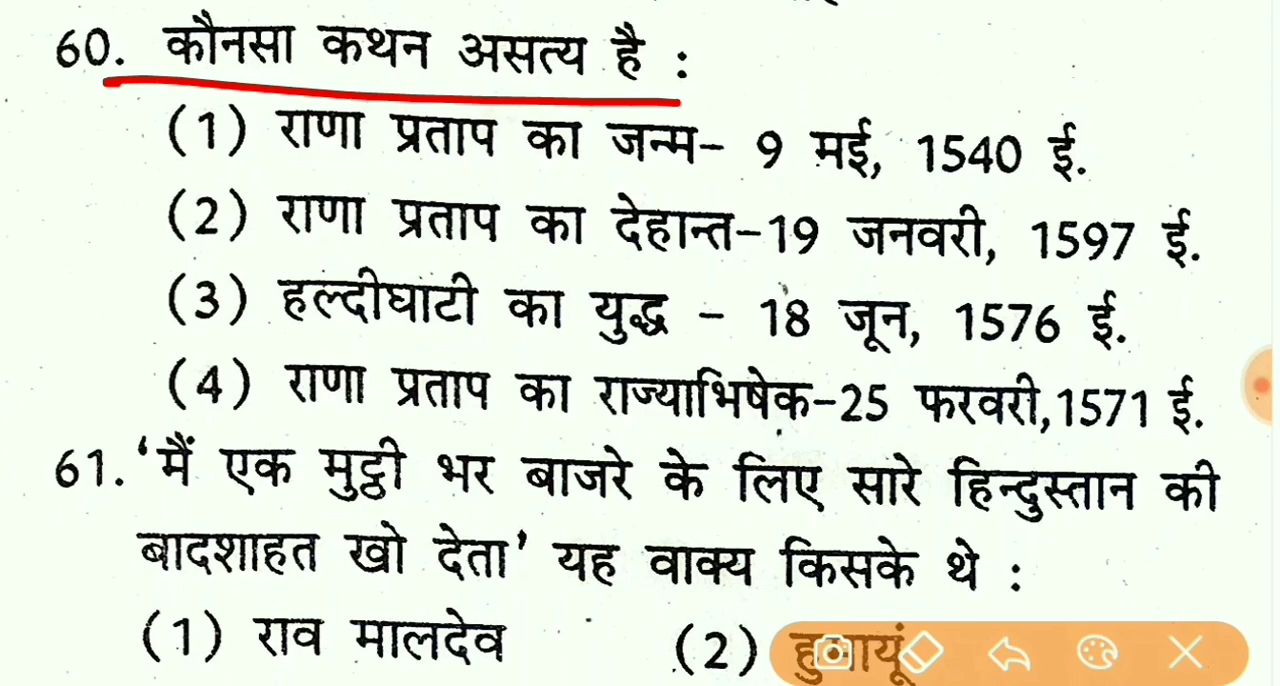 60. कौनसा कथन असत्य है :
(1) राणा प्रताप का जन्म- 9 मई, 1540 ई.
(2) राणा प्रताप का देहान्त-19 जनवरी, 1597 ई.
(3) हल्दीघाटी का युद्ध - 18 जून, 1576 ई.
(4) राणा प्रताप का राज्याभिषेक-25 फरवरी,1571 ई.
61. ‘मैं एक मुट्ठी भर बाजरे के लिए सारे हिन्दुस्तान की
बादशाहत खो देता’ यह वाक्य किसके थे :
(1) राव मालदेव (2) हुमायूं